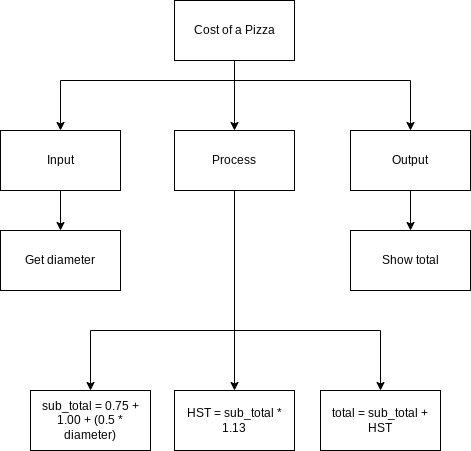 Cost of a Pizza
Input
Process
Output
Get diameter
Show total
sub_total = 0.75 +
1.00 + (0.5 *
diameter)
HST = sub_total *
1.13
total = sub_total +
HST